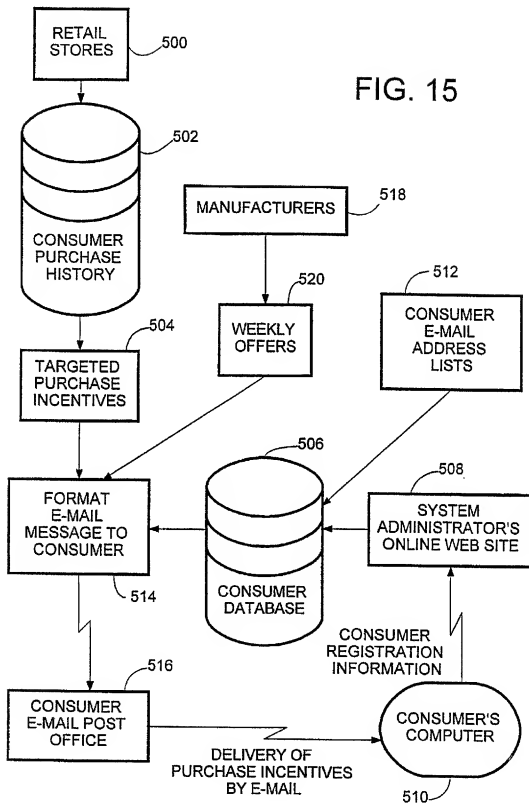 RETAIL
STORES
500
FIG. 15
502
CONSUMER
PURCHASE
HISTORY
MANUFACTURERS
518
504
TARGETED
PURCHASE
INCENTIVES
520
WEEKLY
OFFERS
512
CONSUMER
E-MAIL
ADDRESS
LISTS
506
CONSUMER
DATABASE
508
SYSTEM
ADMINISTRATOR'S
ONLINE WEB SITE
FORMAT
E-MAIL
MESSAGE TO
CONSUMER
514
CONSUMER
REGISTRATION
INFORMATION
516
CONSUMER
E-MAIL POST
OFFICE
DELIVERY OF
PURCHASE INCENTIVES
BY E-MAIL
CONSUMER'S
COMPUTER
510